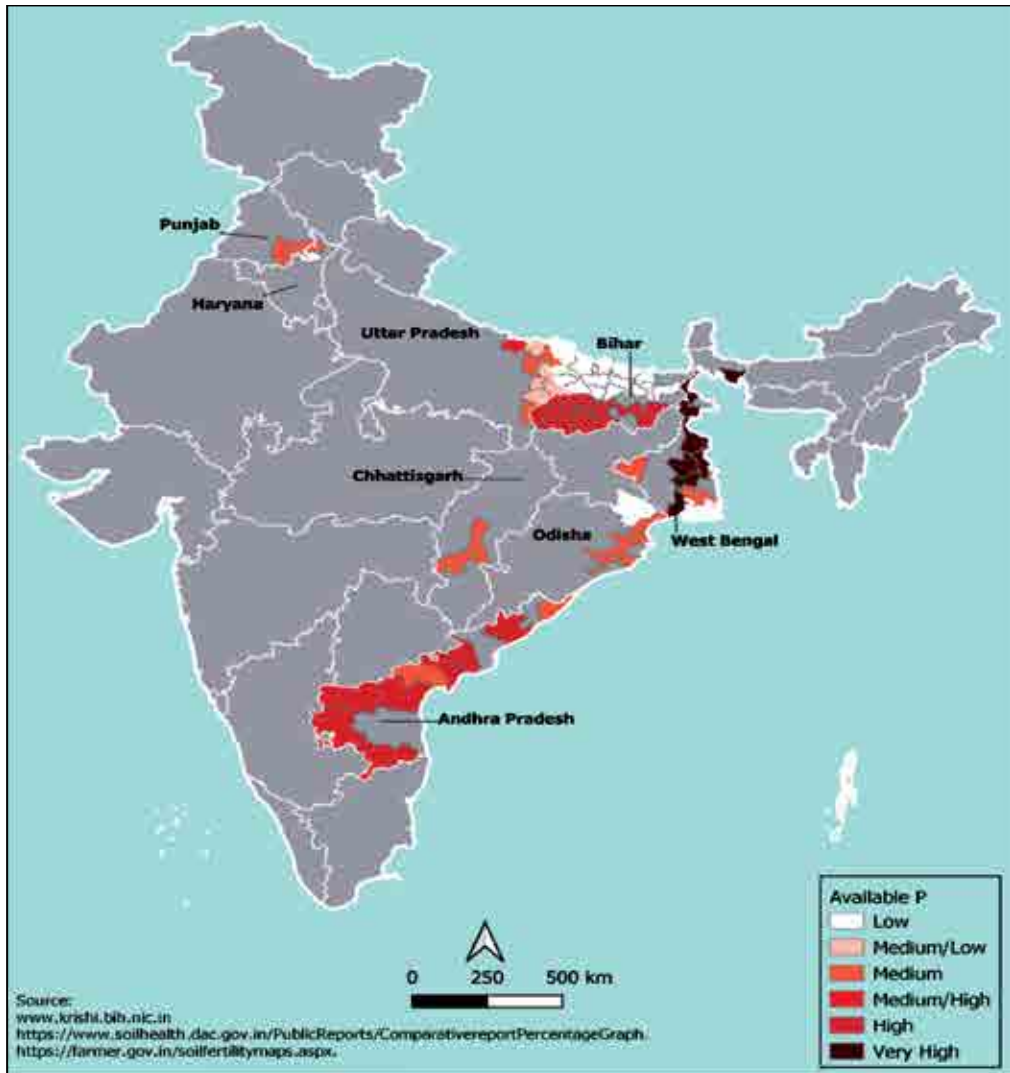 Punjab
Haryana
Uttar Pradesh
Bihar
Chhattisgarh
Odisha
West Bengal
Andhra Pradesh
Available P
Low
Medium/Low
Medium
Medium/High
High
Very High
0 250 500 km
Source:
www.krishi.bih.nic.in
https://www.soilhealth.dac.gov.in/PublicReports/ComparativereportPercentageGraph.
https://farmer.gov.in/soilfertilitymaps.aspx.